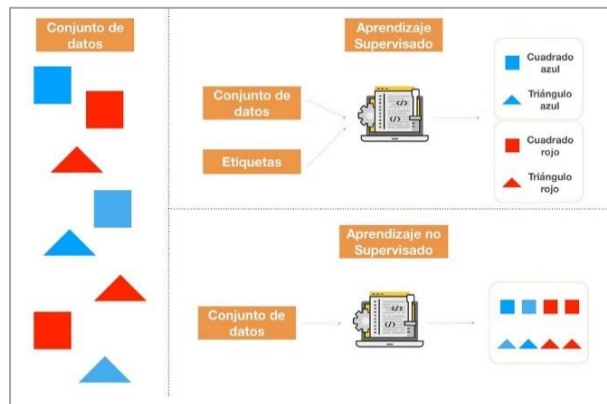 Conjunto de
datos
Aprendizaje
Supervisado
Conjunto de
datos
Etiquetas
</>
</>
Cuadrado
azul
Triángulo
azul
Cuadrado
rojo
Triángulo
rojo
Aprendizaje no
Supervisado
Conjunto de
datos
</>
</>